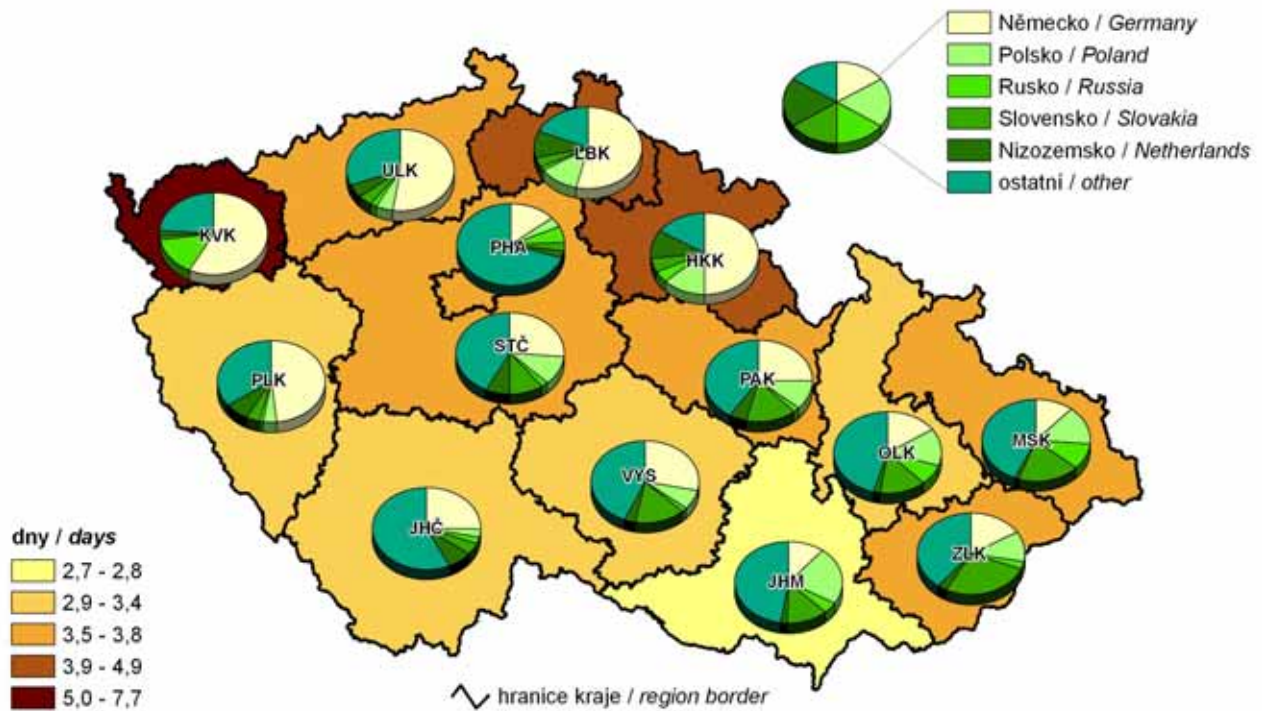 Německo / Germany
Polsko / Poland
Rusko / Russia
Slovensko / Slovakia
Nizozemsko / Netherlands
ostatní / other
LBK
ULK
KVK
PHA
HKK
STČ
PLK
PAK
MSK
OLK
VYS
JHČ
ZLK
JHM
dny / days
2,7 - 2,8
2,9 - 3,4
3,5 - 3,8
3,9 - 4,9
5,0 - 7,7
hranice kraje / region border